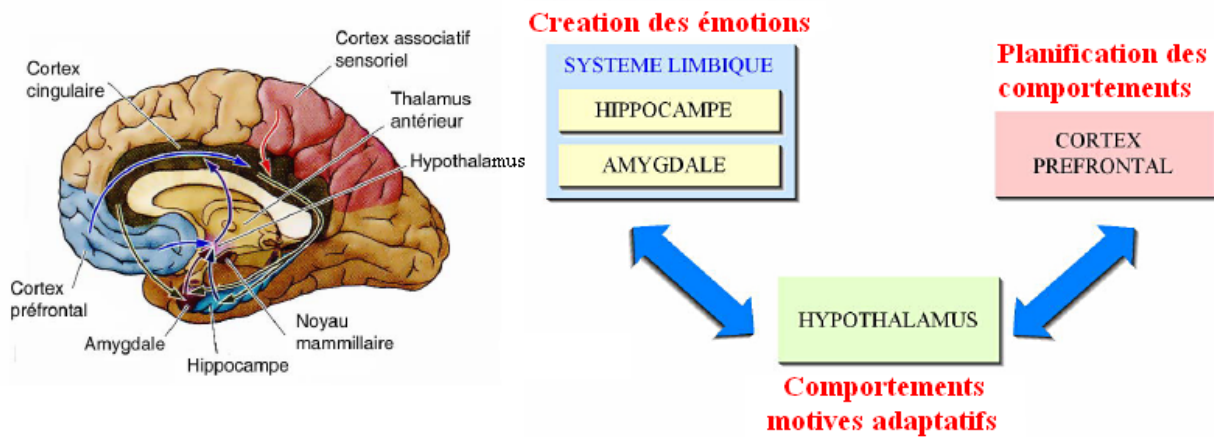 Cortex associatif
sensoriel
Cortex
cingulaire
Thalamus
antérieur
Hypothalamus
Cortex
préfrontal
Amygdale
Hippocampe
Noyau
mammillaire
Creation des émotions
SYSTEME LIMBIQUE
HIPPOCAMPE
AMYGDALE
Planification des
comportements
CORTEX
PREFRONTAL
HYPOTHALAMUS
Comportements
motives adaptatifs